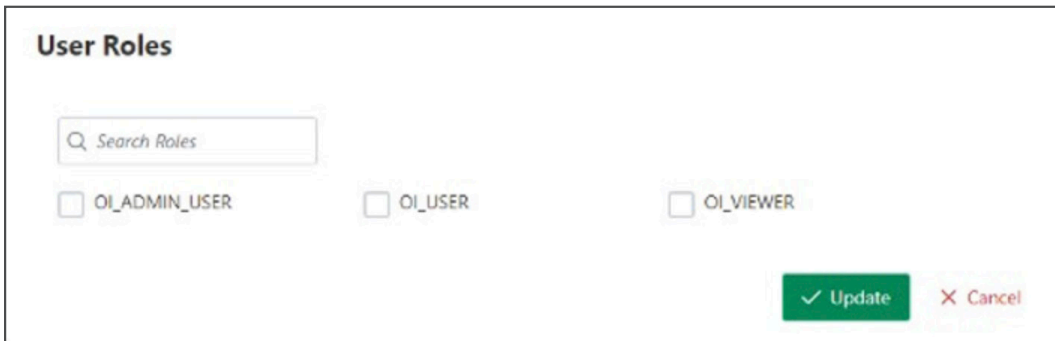 User Roles
Search Roles
OI_ADMIN_USER OI_USER OI_VIEWER
Update Cancel